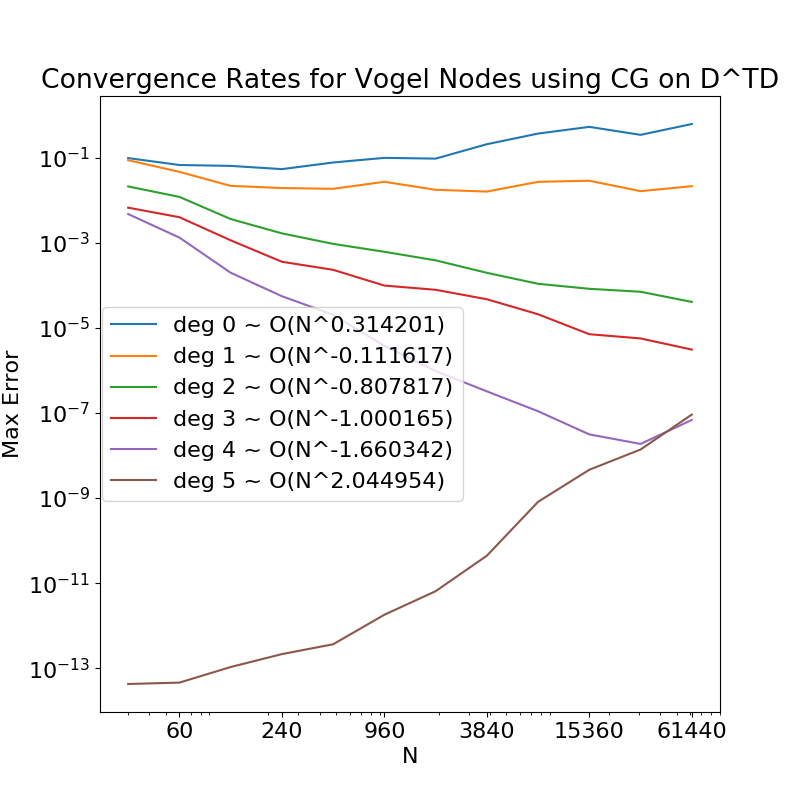 Convergence Rates for Vogel Nodes using CG on D^TD
10^-1
10^-3
10^-5
10^-7
10^-9
10^-11
10^-13
Max Error
deg 0 ~ O(N^0.314201)
deg 1 ~ O(N^-0.111617)
deg 2 ~ O(N^-0.807817)
deg 3 ~ O(N^-1.000165)
deg 4 ~ O(N^-1.660342)
deg 5 ~ O(N^2.044954)
60 240 960 3840 15360 61440
N